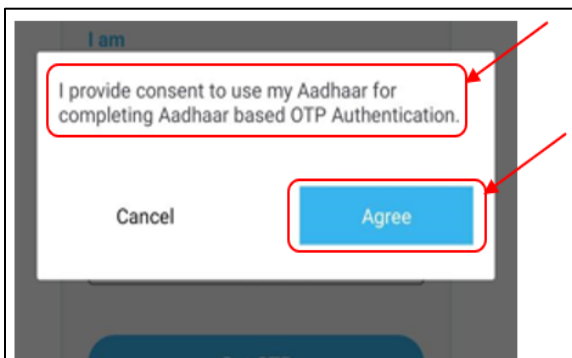 I am
I provide consent to use my Aadhaar for
completing Aadhaar based OTP Authentication.
Cancel
Agree